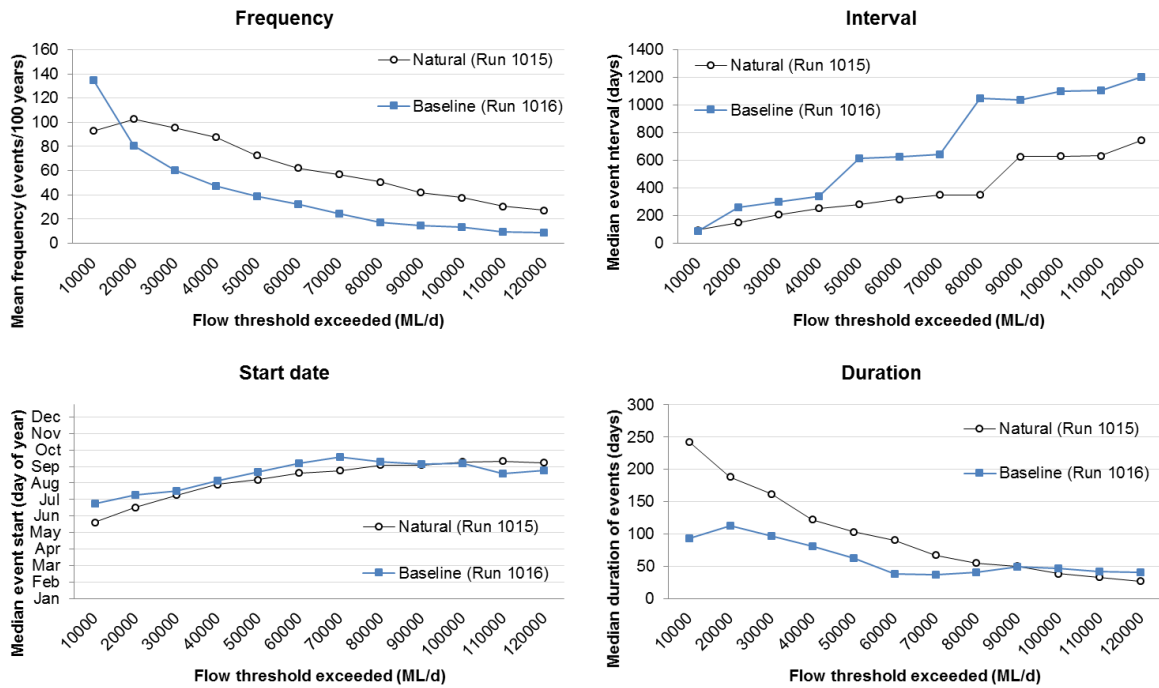 Frequency
Mean frequency (events/100 years)
160
140
120
100
80
60
40
20
0
Natural (Run 1015)
Baseline (Run 1016)
10000
20000
30000
40000
50000
60000
70000
80000
90000
100000
110000
120000
Flow threshold exceeded (ML/d)
Interval
Median event nterval (days)
1400
1200
1000
800
600
400
200
0
Natural (Run 1015)
Baseline (Run 1016)
10000
20000
30000
40000
50000
60000
70000
80000
90000
100000
110000
120000
Flow threshold exceeded (ML/d)
Start date
Median event start (day of year)
Dec
Nov
Oct
Sep
Aug
Jul
Jun
May
Apr
Mar
Feb
Jan
Natural (Run 1015)
Baseline (Run 1016)
10000
20000
30000
40000
50000
60000
70000
80000
90000
100000
110000
120000
Flow threshold exceeded (ML/d)
Duration
Median duration of events (days)
300
250
200
150
100
50
0
Natural (Run 1015)
Baseline (Run 1016)
10000
20000
30000
40000
50000
60000
70000
80000
90000
100000
110000
120000
Flow threshold exceeded (ML/d)